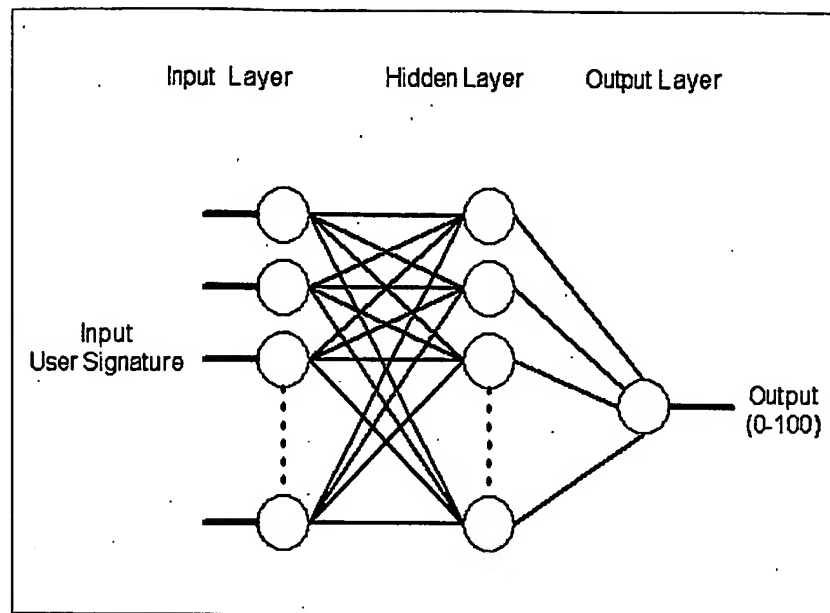 Input Layer
Hidden Layer
Output Layer
Input
User Signature
Output
(0-100)